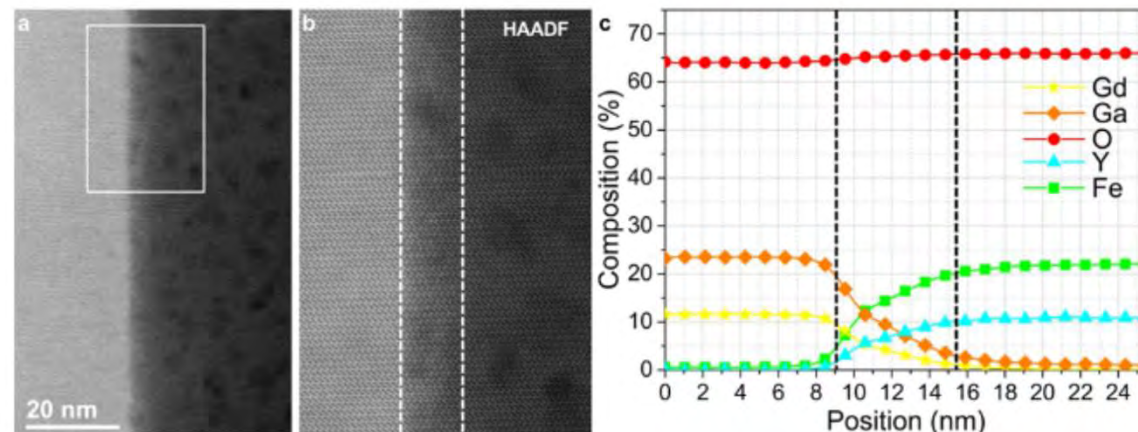 a
20 nm
b
HAADF
c
Composition (%)
70
60
50
40
30
20
10
0
Gd
Ga
O
Y
Fe
0 2 4 6 8 10 12 14 16 18 20 22 24
Position (nm)